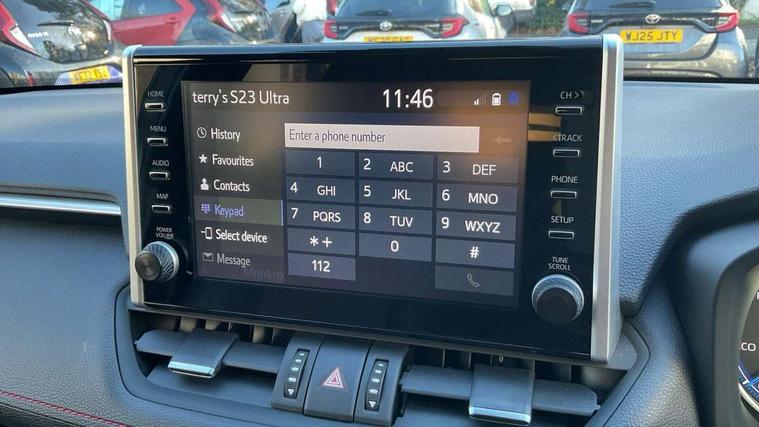 WJ25 JTY
terry's S23 Ultra
11:46
HOME
MENU
AUDIO
MAP
POWER
VOLUME
CH >
< TRACK
PHONE
SETUP
TUNE
SCROLL
History
Favourites
Contacts
Keypad
Select device
Message
Enter a phone number
1
2 ABC
3 DEF
4 GHI
5 JKL
6 MNO
7 PQRS
8 TUV
9 WXYZ
*+
0
#
112
CO